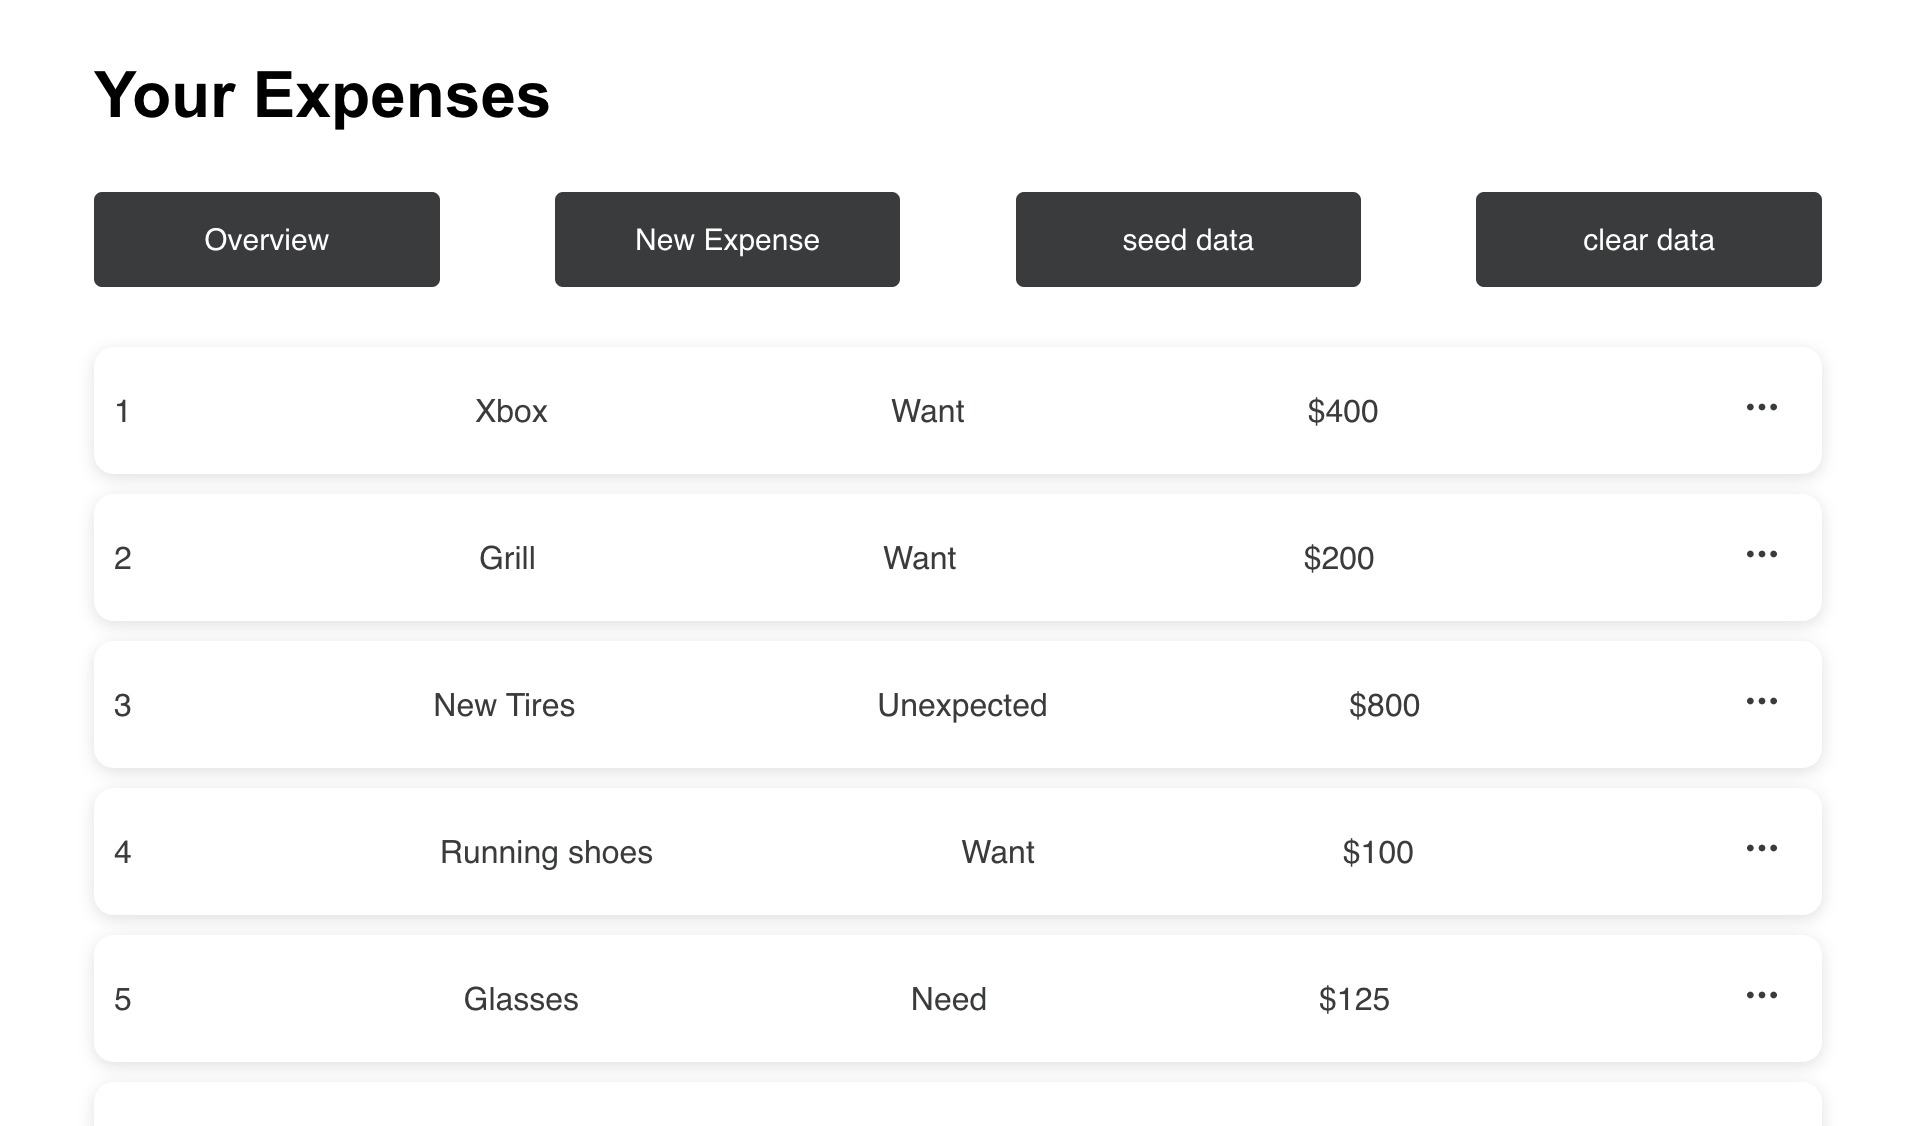 Your Expenses
Overview New Expense seed data clear data
1 Xbox Want $400 •••
2 Grill Want $200 •••
3 New Tires Unexpected $800 •••
4 Running shoes Want $100 •••
5 Glasses Need $125 •••